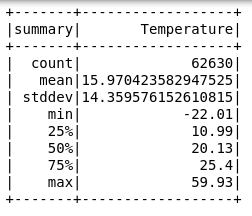 +-------+------------------+
|summary|       Temperature|
+-------+------------------+
|  count|             62630|
|   mean|15.970423582947525|
| stddev|14.359576152610815|
|    min|            -22.01|
|    25%|             10.99|
|    50%|             20.13|
|    75%|              25.4|
|    max|             59.93|
+-------+------------------+